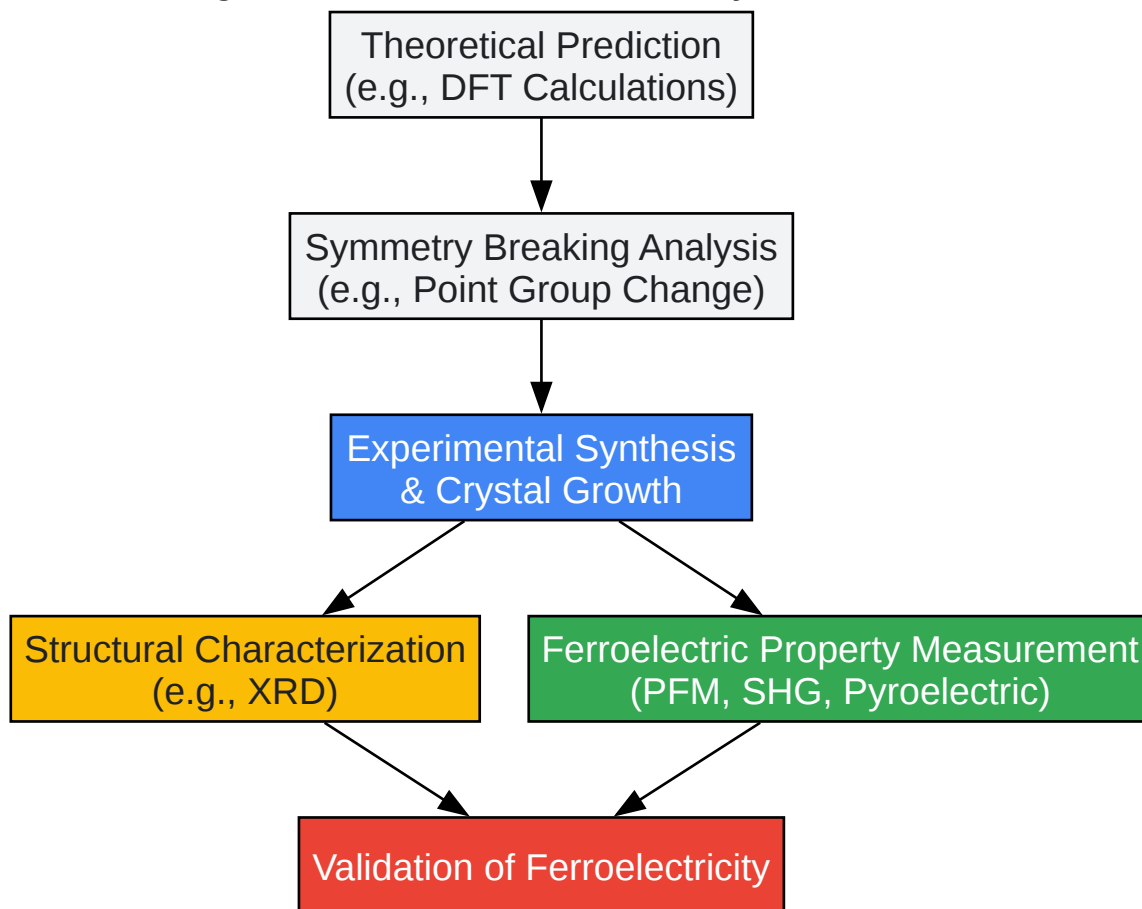 Theoretical Prediction
(e.g., DFT Calculations)
Symmetry Breaking Analysis
(e.g., Point Group Change)
Experimental Synthesis
& Crystal Growth
Structural Characterization
(e.g., XRD)
Ferroelectric Property Measurement
(PFM, SHG, Pyroelectric)
Validation of Ferroelectricity